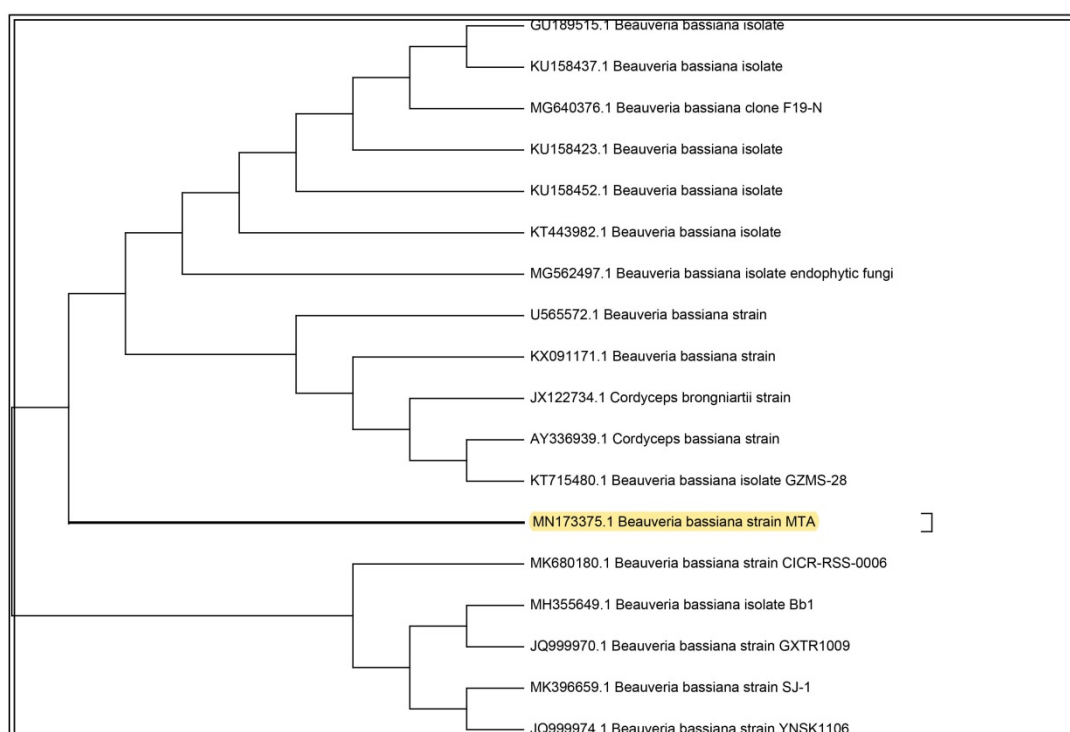 GU189515.1 Beauveria bassiana isolate
KU158437.1 Beauveria bassiana isolate
MG640376.1 Beauveria bassiana clone F19-N
KU158423.1 Beauveria bassiana isolate
KU158452.1 Beauveria bassiana isolate
KT443982.1 Beauveria bassiana isolate
MG562497.1 Beauveria bassiana isolate endophytic fungi
U565572.1 Beauveria bassiana strain
KX091171.1 Beauveria bassiana strain
JX122734.1 Cordyceps brongniartii strain
AY336939.1 Cordyceps bassiana strain
KT715480.1 Beauveria bassiana isolate GZMS-28
MN173375.1 Beauveria bassiana strain MTA
MK680180.1 Beauveria bassiana strain CICR-RSS-0006
MH355649.1 Beauveria bassiana isolate Bb1
JQ999970.1 Beauveria bassiana strain GXTR1009
MK396659.1 Beauveria bassiana strain SJ-1
JQ999974.1 Beauveria bassiana strain YNSK1106